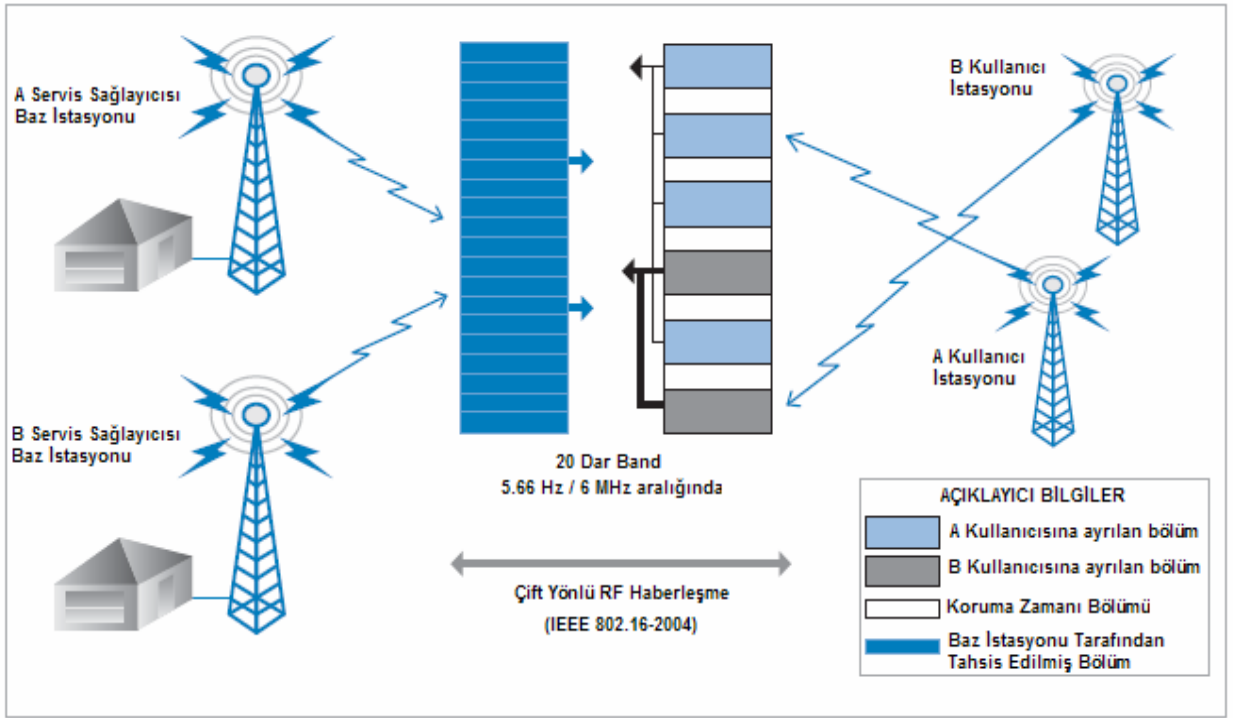 A Servis Sağlayıcısı
Baz İstasyonu
B Kullanıcı
İstasyonu
A Kullanıcı
İstasyonu
B Servis Sağlayıcısı
Baz İstasyonu
20 Dar Band
5.66 Hz / 6 MHz aralığında
Çift Yönlü RF Haberleşme
(IEEE 802.16-2004)
AÇIKLAYICI BİLGİLER
A Kullanıcısına ayrılan bölüm
B Kullanıcısına ayrılan bölüm
Koruma Zamanı Bölümü
Baz İstasyonu Tarafından
Tahsis Edilmiş Bölüm